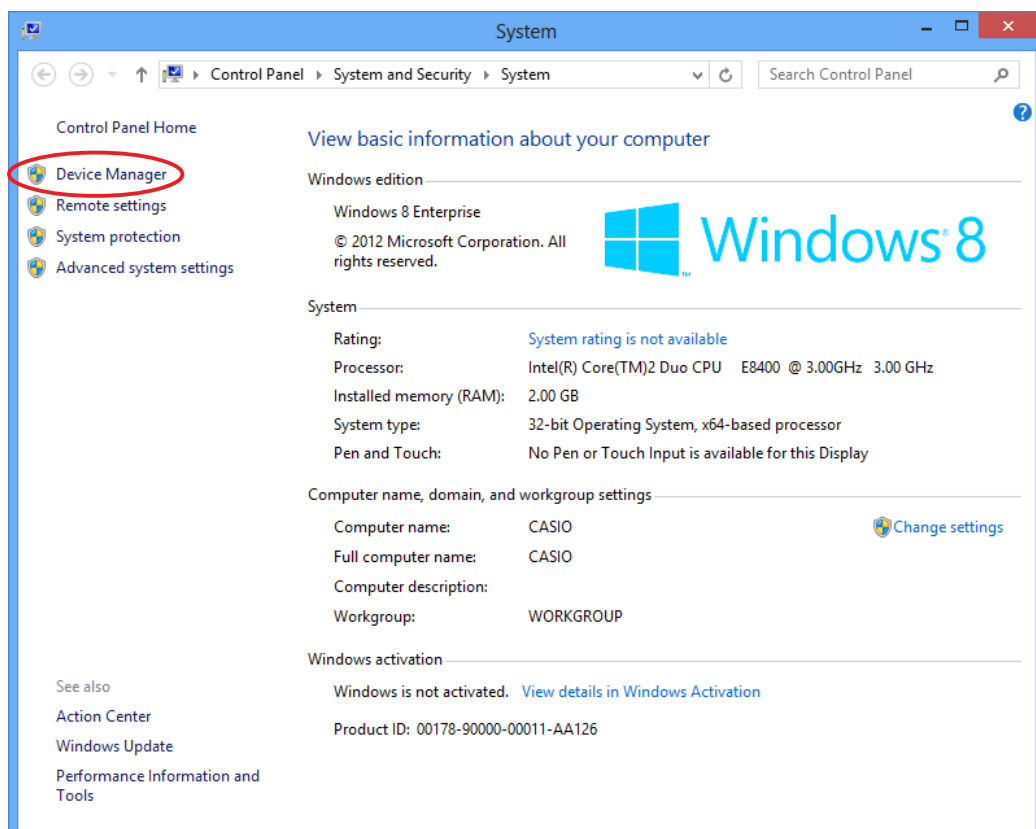 System
Control Panel System and Security System
Search Control Panel
Control Panel Home
Device Manager
Remote settings
System protection
Advanced system settings
See also
Action Center
Windows Update
Performance Information and
Tools
View basic information about your computer
Windows edition
Windows 8 Enterprise
© 2012 Microsoft Corporation. All
rights reserved.
Windows® 8
™
System
Rating: System rating is not available
Processor: Intel(R) Core(TM)2 Duo CPU E8400 @ 3.00GHz 3.00 GHz
Installed memory (RAM): 2.00 GB
System type: 32-bit Operating System, x64-based processor
Pen and Touch: No Pen or Touch Input is available for this Display
Computer name, domain, and workgroup settings
Computer name: CASIO Change settings
Full computer name: CASIO
Computer description:
Workgroup: WORKGROUP
Windows activation
Windows is not activated. View details in Windows Activation
Product ID: 00178-90000-00011-AA126